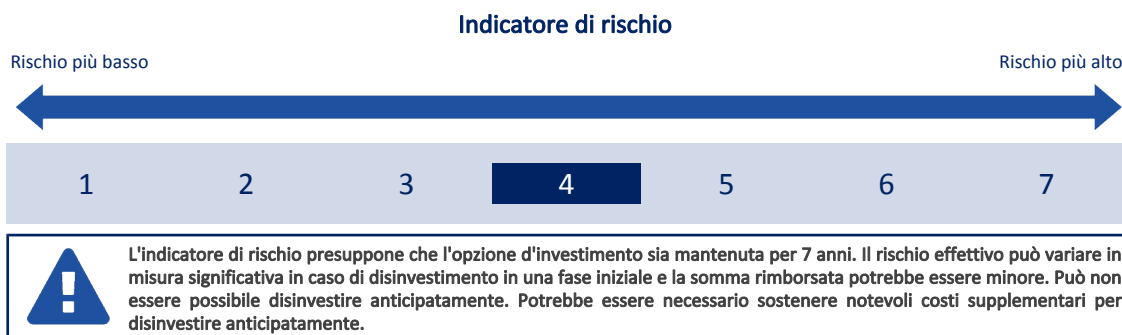 Indicatore di rischio
Rischio più basso
Rischio più alto
1 2 3 4 5 6 7
L'indicatore di rischio presuppone che l'opzione d'investimento sia mantenuta per 7 anni. Il rischio effettivo può variare in
misura significativa in caso di disinvestimento in una fase iniziale e la somma rimborsata potrebbe essere minore. Può non
essere possibile disinvestire anticipatamente. Potrebbe essere necessario sostenere notevoli costi supplementari per
disinvestire anticipatamente.